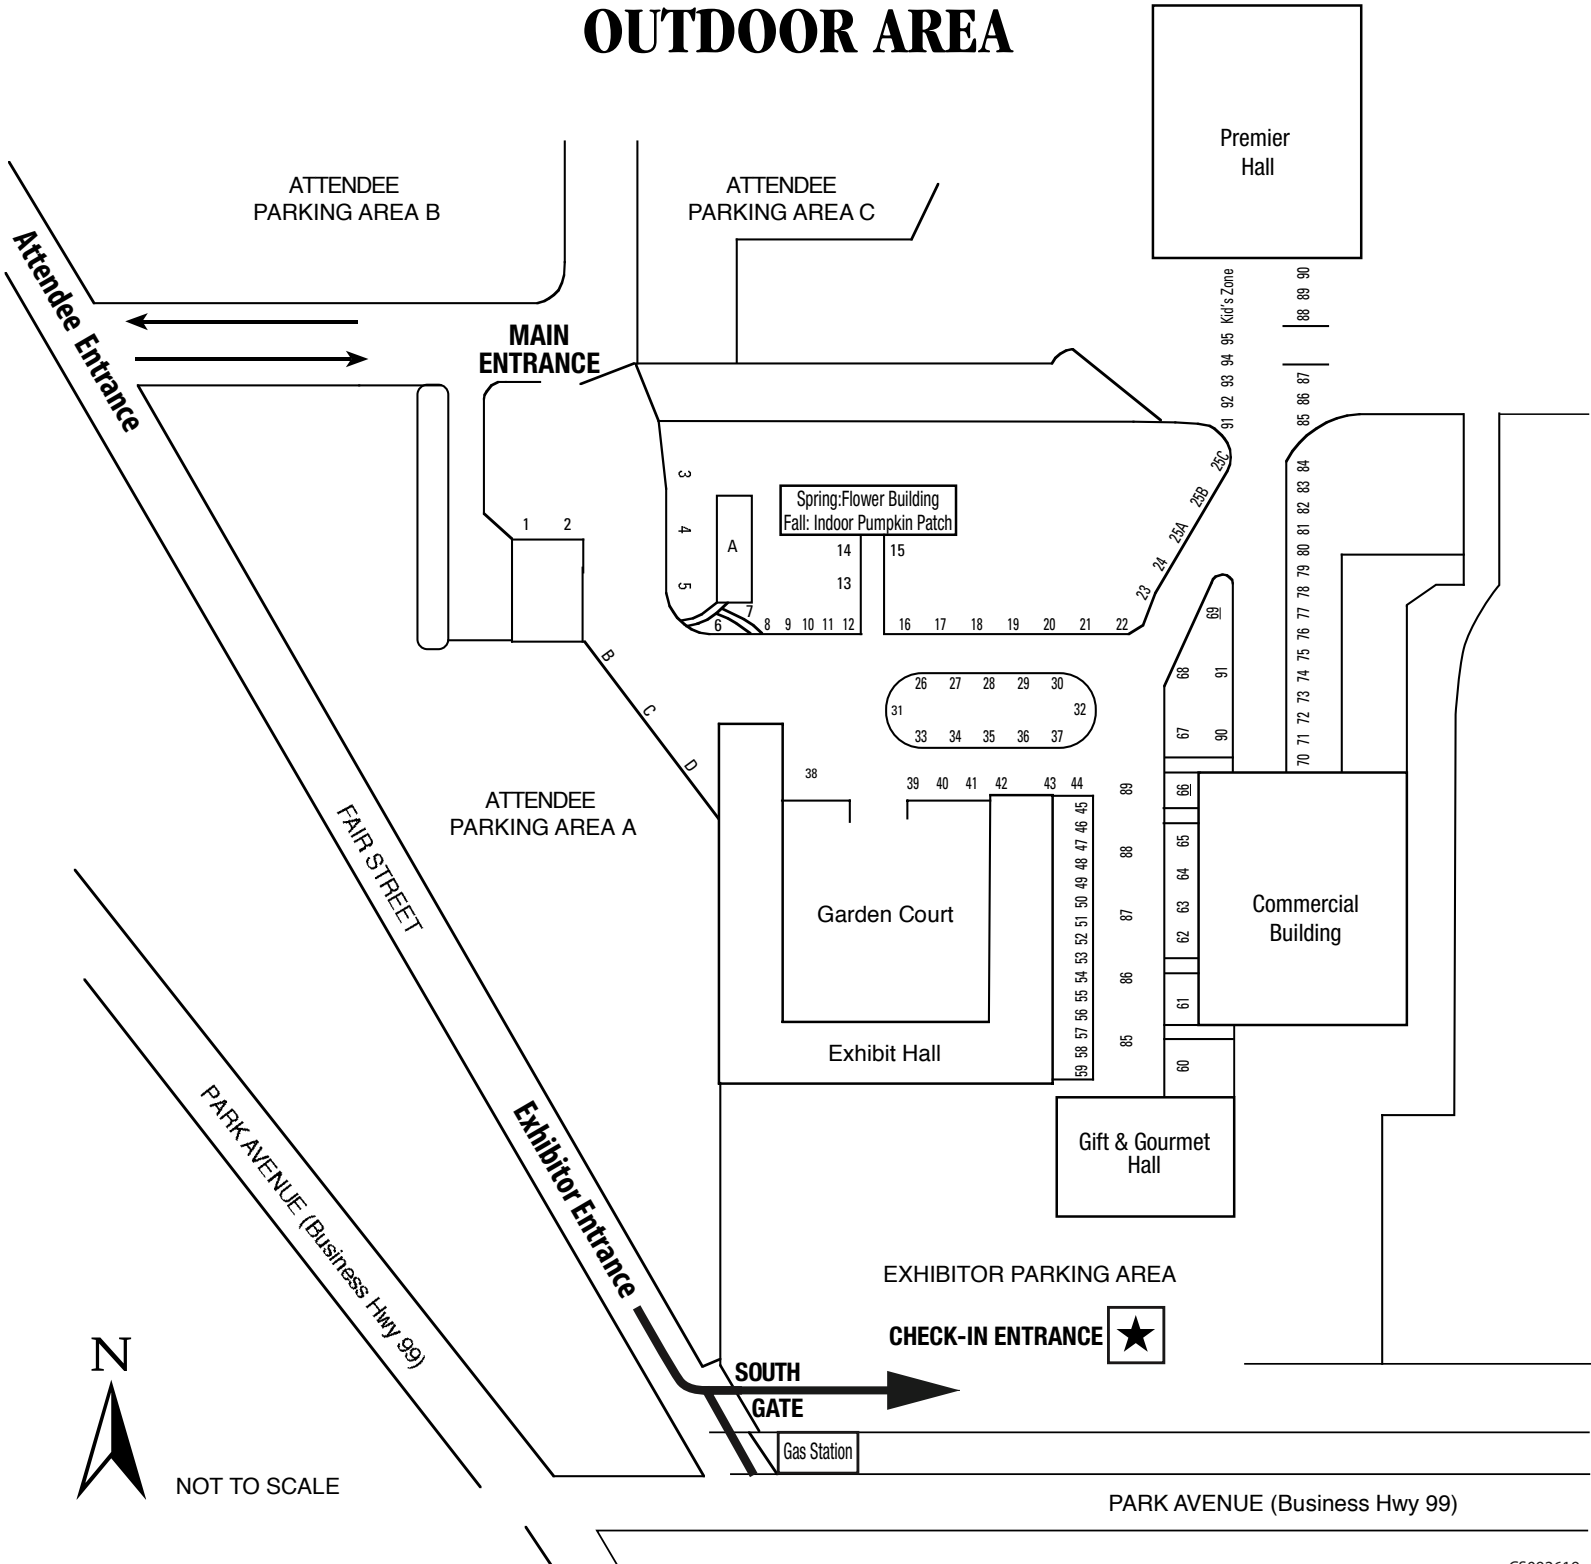 OUTDOOR AREA
Premier
Hall
ATTENDEE
PARKING AREA B
ATTENDEE
PARKING AREA C
Attendee Entrance
MAIN
ENTRANCE
Kid's Zone
95
94
93
92
91
90
89
88
87
86
85
84
83
82
81
80
79
78
77
76
75
74
73
72
71
70
1
2
3
4
5
A
6
7
Spring:Flower Building
Fall: Indoor Pumpkin Patch
14
15
13
8 9 10 11 12
16 17 18 19 20 21 22
23
24
25A
25B
25C
B
C
D
26 27 28 29 30
31
32
33 34 35 36 37
38
39 40 41 42 43 44
45
46
47
48
49
50
51
52
53
54
55
56
57
58
59
89
88
87
86
85
69
68
91
67
90
66
65
64
63
62
61
60
ATTENDEE
PARKING AREA A
FAIR STREET
Garden Court
Exhibit Hall
Commercial
Building
Gift & Gourmet
Hall
PARK AVENUE (Business Hwy 99)
Exhibitor Entrance
EXHIBITOR PARKING AREA
CHECK-IN ENTRANCE
SOUTH
GATE
Gas Station
N
NOT TO SCALE
PARK AVENUE (Business Hwy 99)